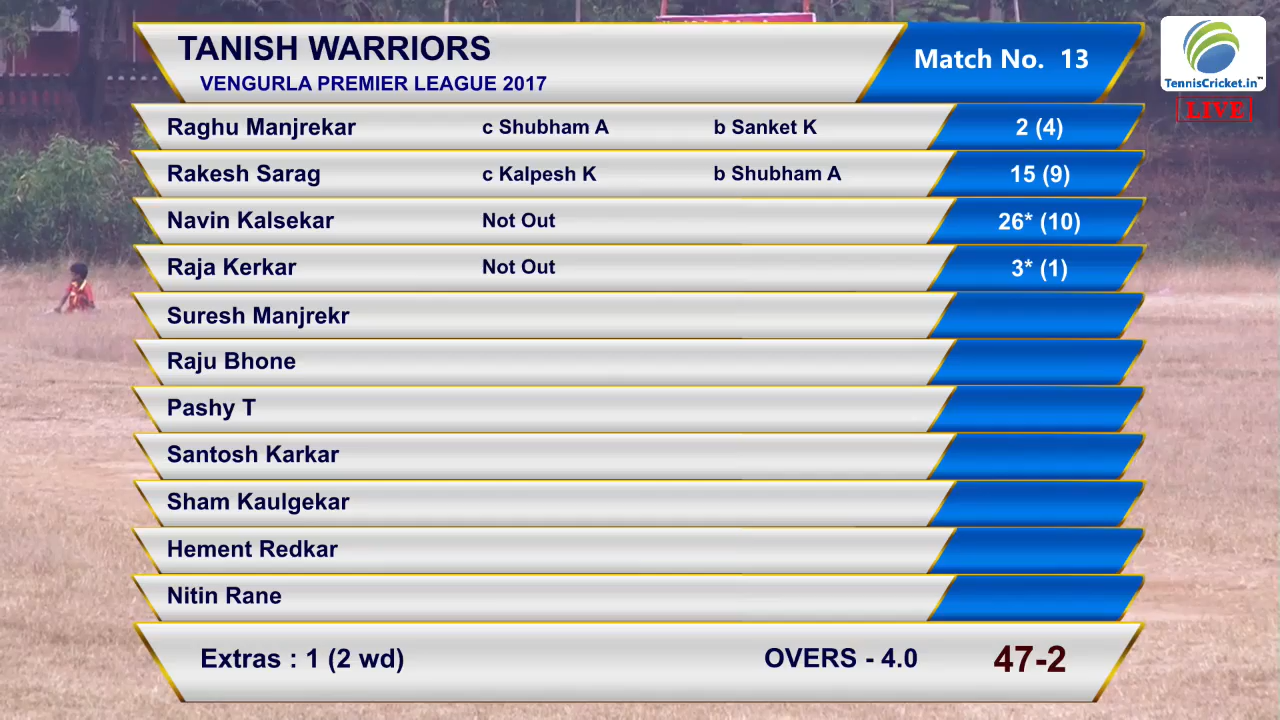 TANISH WARRIORS
VENGURLA PREMIER LEAGUE 2017
Match No. 13
TennisCricket.in™
LIVE
Raghu Manjrekar c Shubham A b Sanket K 2 (4)
Rakesh Sarag c Kalpesh K b Shubham A 15 (9)
Navin Kalsekar Not Out 26* (10)
Raja Kerkar Not Out 3* (1)
Suresh Manjrekr
Raju Bhone
Pashy T
Santosh Karkar
Sham Kaulgekar
Hement Redkar
Nitin Rane
Extras : 1 (2 wd) OVERS - 4.0 47-2